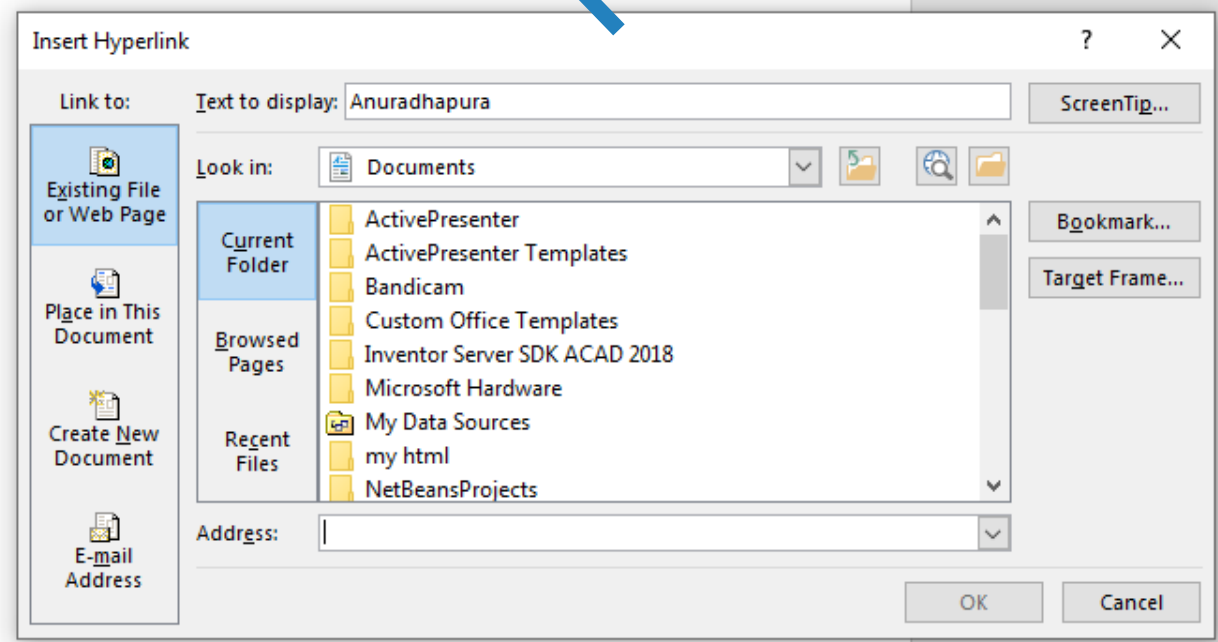 Insert Hyperlink
?
Link to:
Text to display:
Anuradhapura
ScreenTip...
Existing File
or Web Page
Place in This
Document
Create New
Document
E-mail
Address
Look in:
Documents
Current
Folder
Browsed
Pages
Recent
Files
ActivePresenter
ActivePresenter Templates
Bandicam
Custom Office Templates
Inventor Server SDK ACAD 2018
Microsoft Hardware
My Data Sources
my html
NetBeansProjects
Bookmark...
Target Frame...
Address:
OK
Cancel